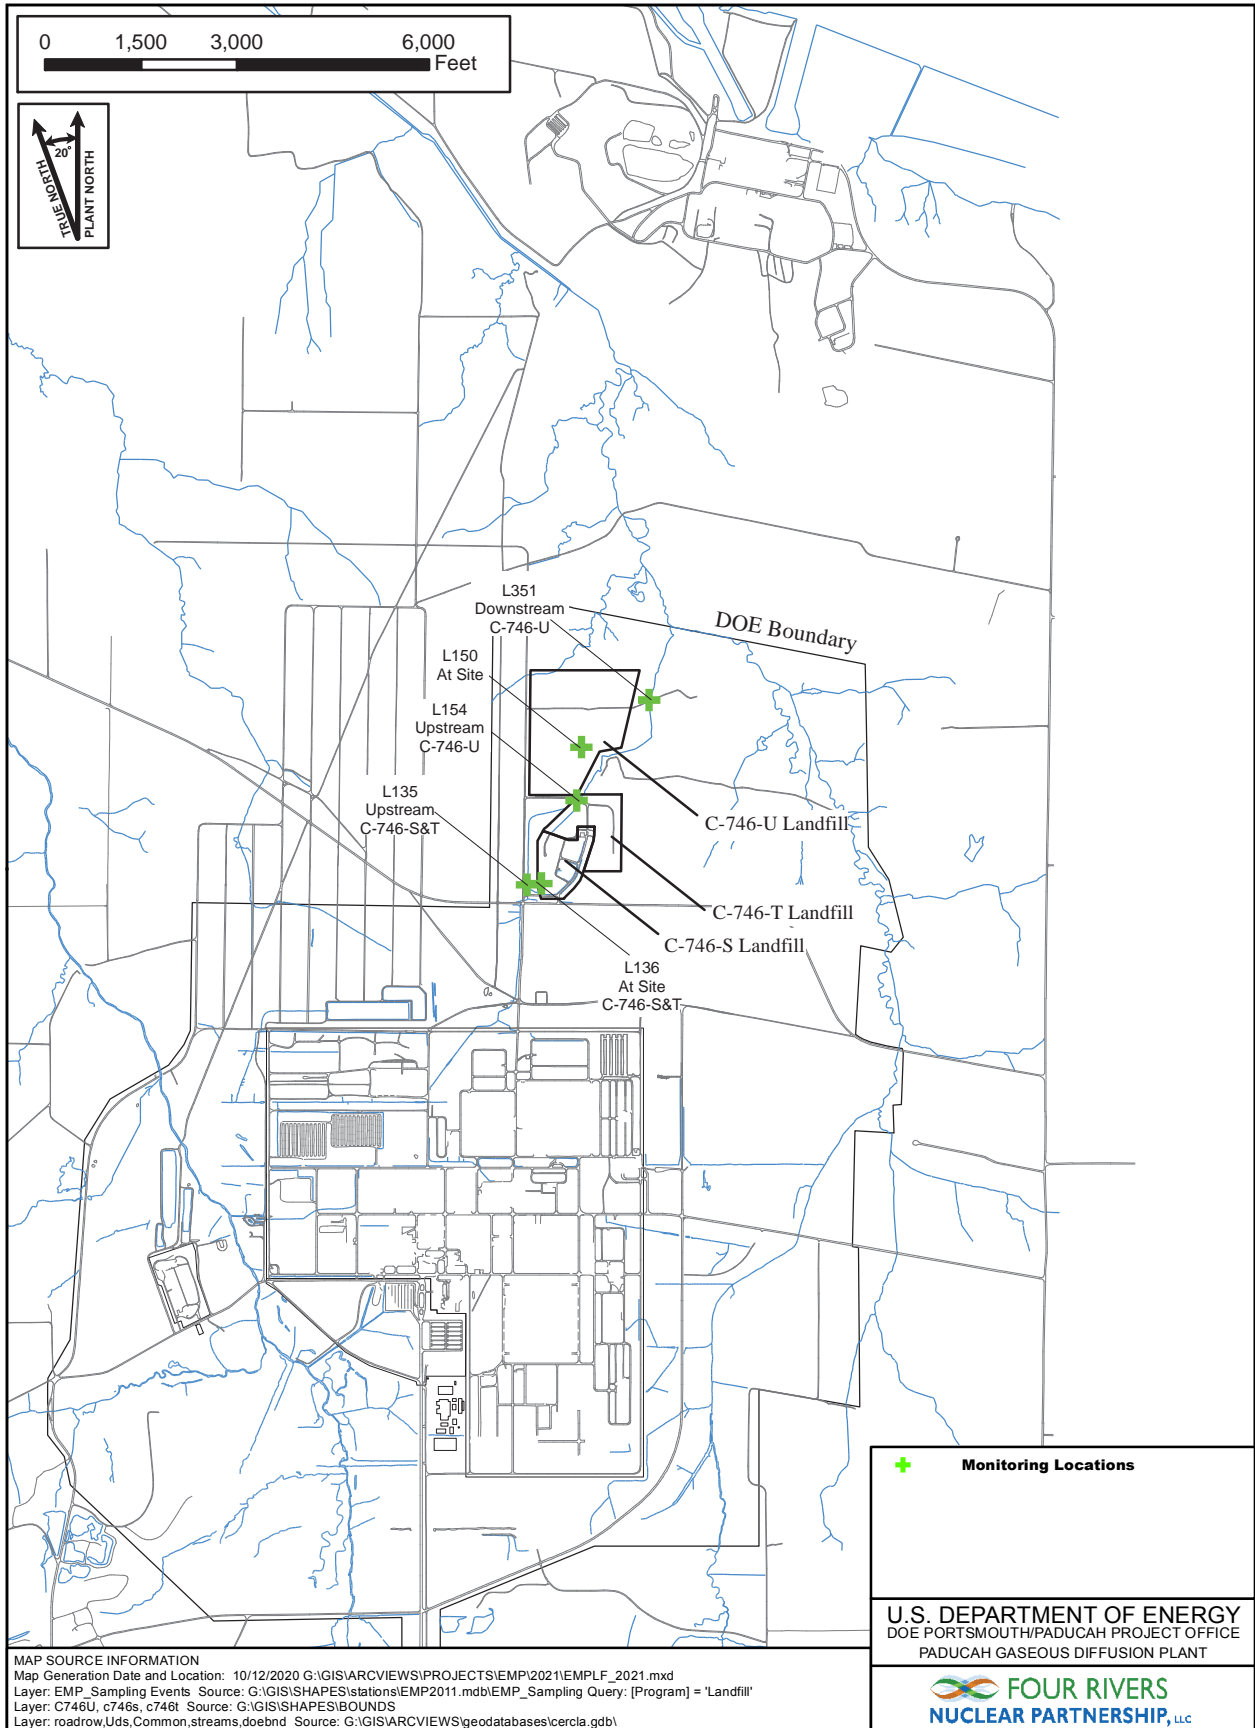 0 1,500 3,000 6,000
Feet
TRUE NORTH
20°
PLANT NORTH
L351
Downstream
C-746-U
DOE Boundary
L150
At Site
L154
Upstream
C-746-U
L135
Upstream
C-746-S&T
C-746-U Landfill
C-746-T Landfill
C-746-S Landfill
L136
At Site
C-746-S&T
Monitoring Locations
U.S. DEPARTMENT OF ENERGY
DOE PORTSMOUTH/PADUCAH PROJECT OFFICE
PADUCAH GASEOUS DIFFUSION PLANT
FOUR RIVERS
NUCLEAR PARTNERSHIP, LLC
MAP SOURCE INFORMATION
Map Generation Date and Location: 10/12/2020 G:\GIS\ARCVIEWS\PROJECTS\EMP\2021\EMPLF_2021.mxd
Layer: EMP_Sampling Events Source: G:\GIS\SHAPES\stations\EMP2011.mdb\EMP_Sampling Query: [Program] = 'Landfill'
Layer: C746U, c746s, c746t Source: G:\GIS\SHAPES\BOUNDS
Layer: roadrow,Uds,Common,streams,doebnd Source: G:\GIS\ARCVIEWS\geodatabases\cercla.gdb\